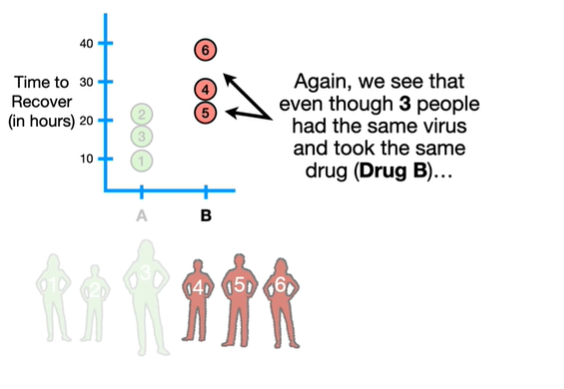 40
30
20
10
Time to
Recover
(in hours)
6
4
5
2
3
1
A
B
Again, we see that
even though 3 people
had the same virus
and took the same
drug (Drug B)…
1
2
3
4
5
6